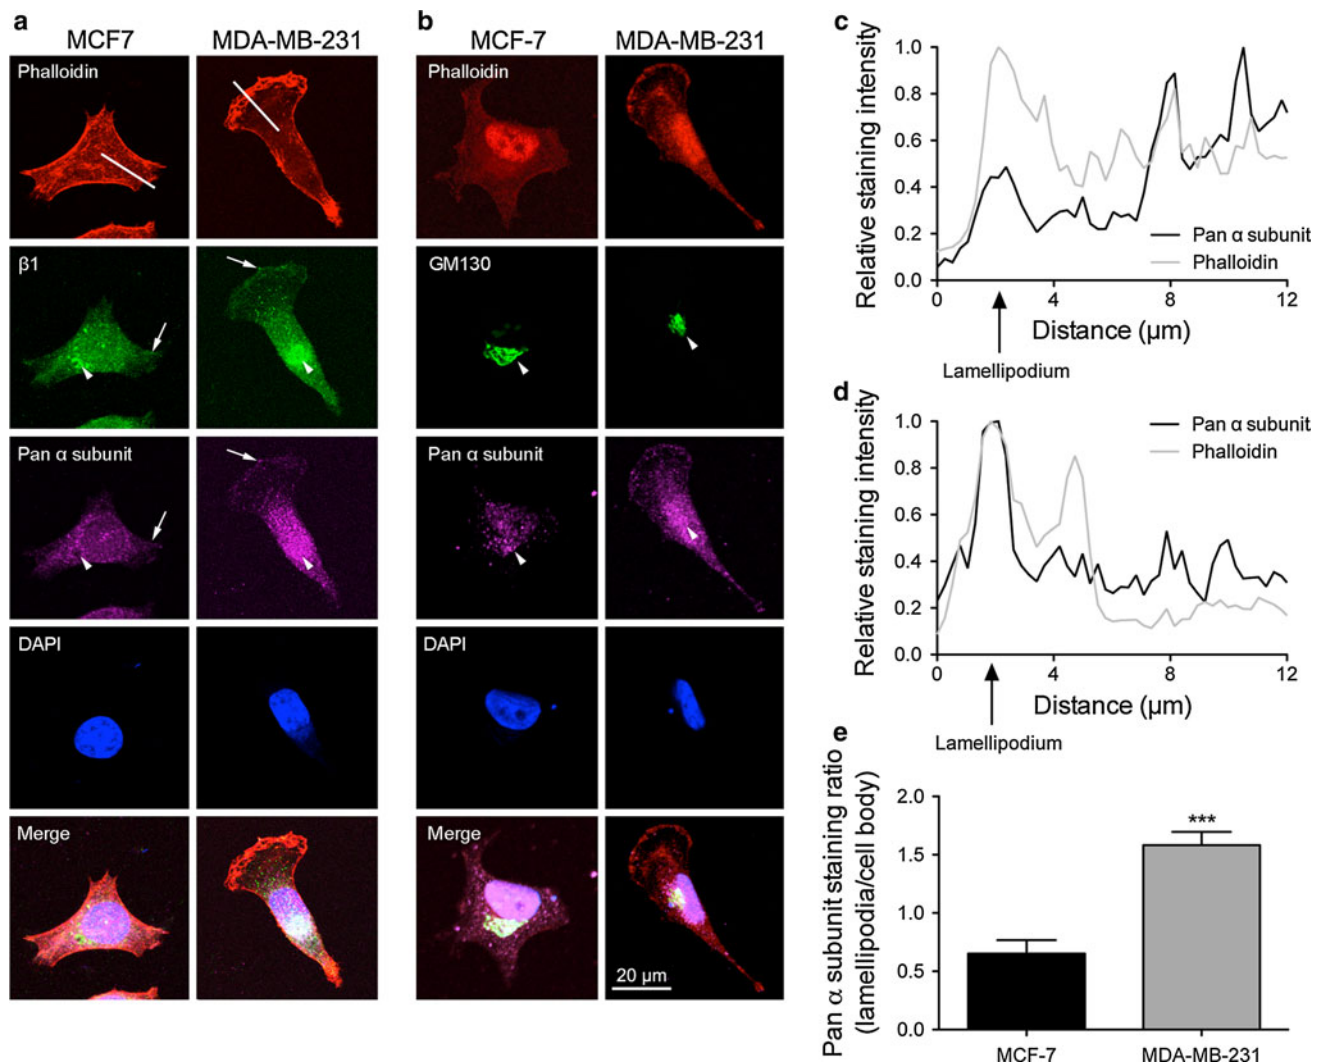 a
MCF7
MDA-MB-231
Phalloidin
β1
Pan α subunit
DAPI
Merge
b
MCF-7
MDA-MB-231
Phalloidin
GM130
Pan α subunit
DAPI
Merge
20 µm
c
Relative staining intensity
1.0
0.8
0.6
0.4
0.2
0.0
Pan α subunit
Phalloidin
0 4 8 12
Distance (µm)
Lamellipodium
d
Relative staining intensity
1.0
0.8
0.6
0.4
0.2
0.0
Pan α subunit
Phalloidin
0 4 8 12
Distance (µm)
Lamellipodium
e
Pan α subunit staining ratio
(lamellipodia/cell body)
2.0
1.5
1.0
0.5
0.0
***
MCF-7
MDA-MB-231